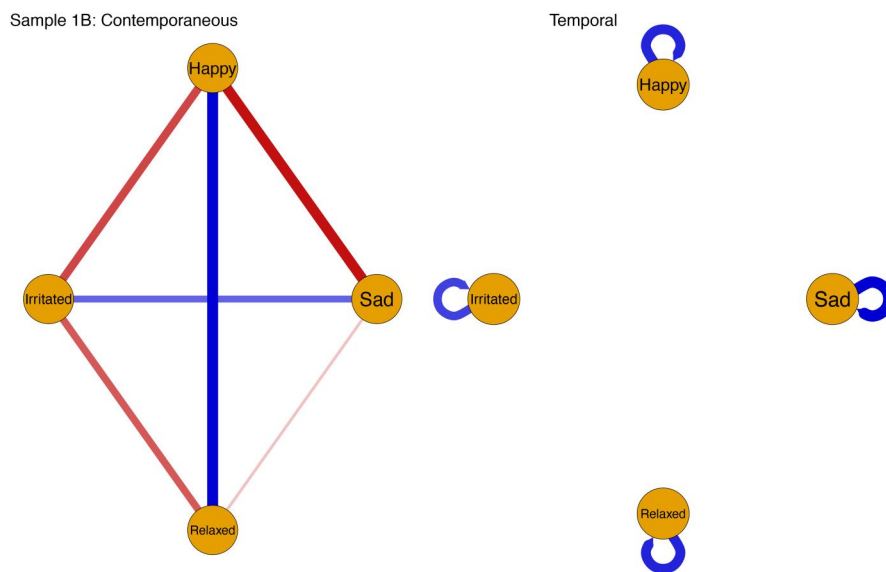 Sample 1B: Contemporaneous
Temporal
Happy
Happy
Irritated
Sad
Irritated
Sad
Relaxed
Relaxed